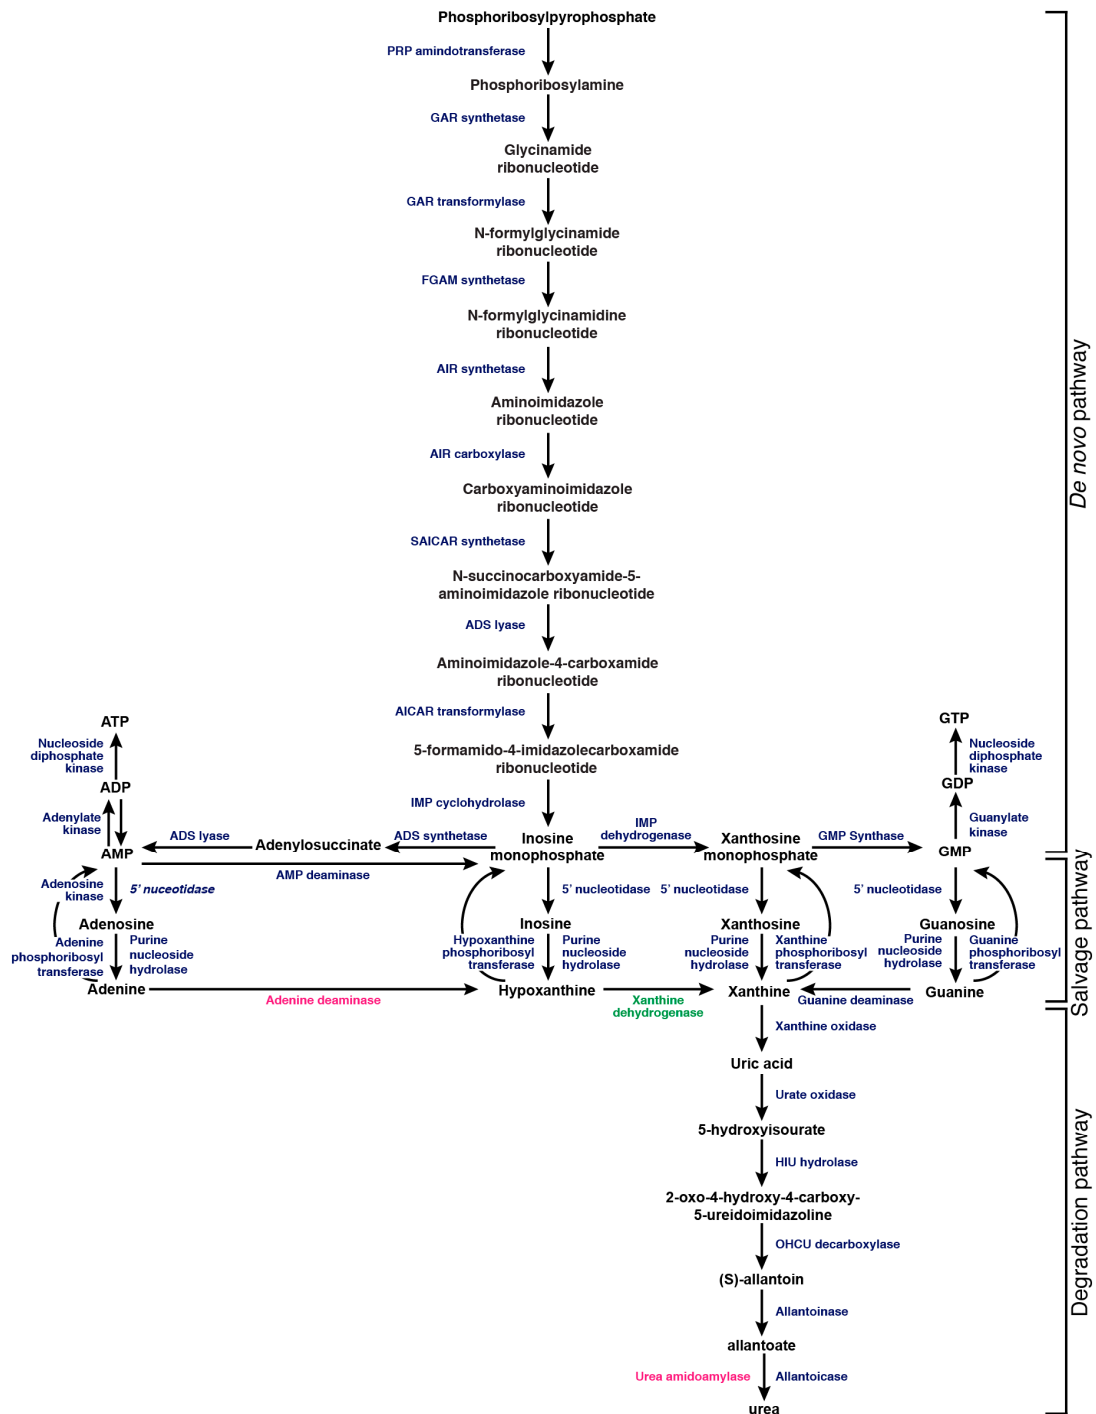 Phosphoribosylpyrophosphate
PRP amindotransferase
Phosphoribosylamine
GAR synthetase
Glycinamide
ribonucleotide
GAR transformylase
N-formylglycinamide
ribonucleotide
FGAM synthetase
N-formylglycinamidine
ribonucleotide
AIR synthetase
Aminoimidazole
ribonucleotide
AIR carboxylase
Carboxyaminoimidazole
ribonucleotide
SAICAR synthetase
N-succinocarboxyamide-5-
aminoimidazole ribonucleotide
ADS lyase
Aminoimidazole-4-carboxamide
ribonucleotide
AICAR transformylase
5-formamido-4-imidazolecarboxamide
ribonucleotide
IMP cyclohydrolase
De novo pathway
ATP
Nucleoside
diphosphate
kinase
ADP
Adenylate
kinase
AMP
ADS lyase
Adenylosuccinate
ADS synthetase
Inosine
monophosphate
IMP
dehydrogenase
Xanthosine
monophosphate
GMP Synthase
GTP
Nucleoside
diphosphate
kinase
GDP
Guanylate
kinase
GMP
AMP deaminase
Adenosine
kinase
5' nuceotidase
5' nucleotidase
5' nucleotidase
5' nucleotidase
Adenosine
Inosine
Xanthosine
Guanosine
Adenine
phosphoribosyl
transferase
Purine
nucleoside
hydrolase
Hypoxanthine
phosphoribosyl
transferase
Purine
nucleoside
hydrolase
Purine
nucleoside
hydrolase
Xanthine
phosphoribosyl
transferase
Purine
nucleoside
hydrolase
Guanine
phosphoribosyl
transferase
Adenine
Adenine deaminase
Hypoxanthine
Xanthine
dehydrogenase
Xanthine
Guanine deaminase
Guanine
Salvage pathway
Xanthine oxidase
Uric acid
Urate oxidase
5-hydroxyisourate
HIU hydrolase
2-oxo-4-hydroxy-4-carboxy-
5-ureidoimidazoline
OHCU decarboxylase
(S)-allantoin
Allantoinase
allantoate
Urea amidoamylase
Allantoicase
urea
Degradation pathway